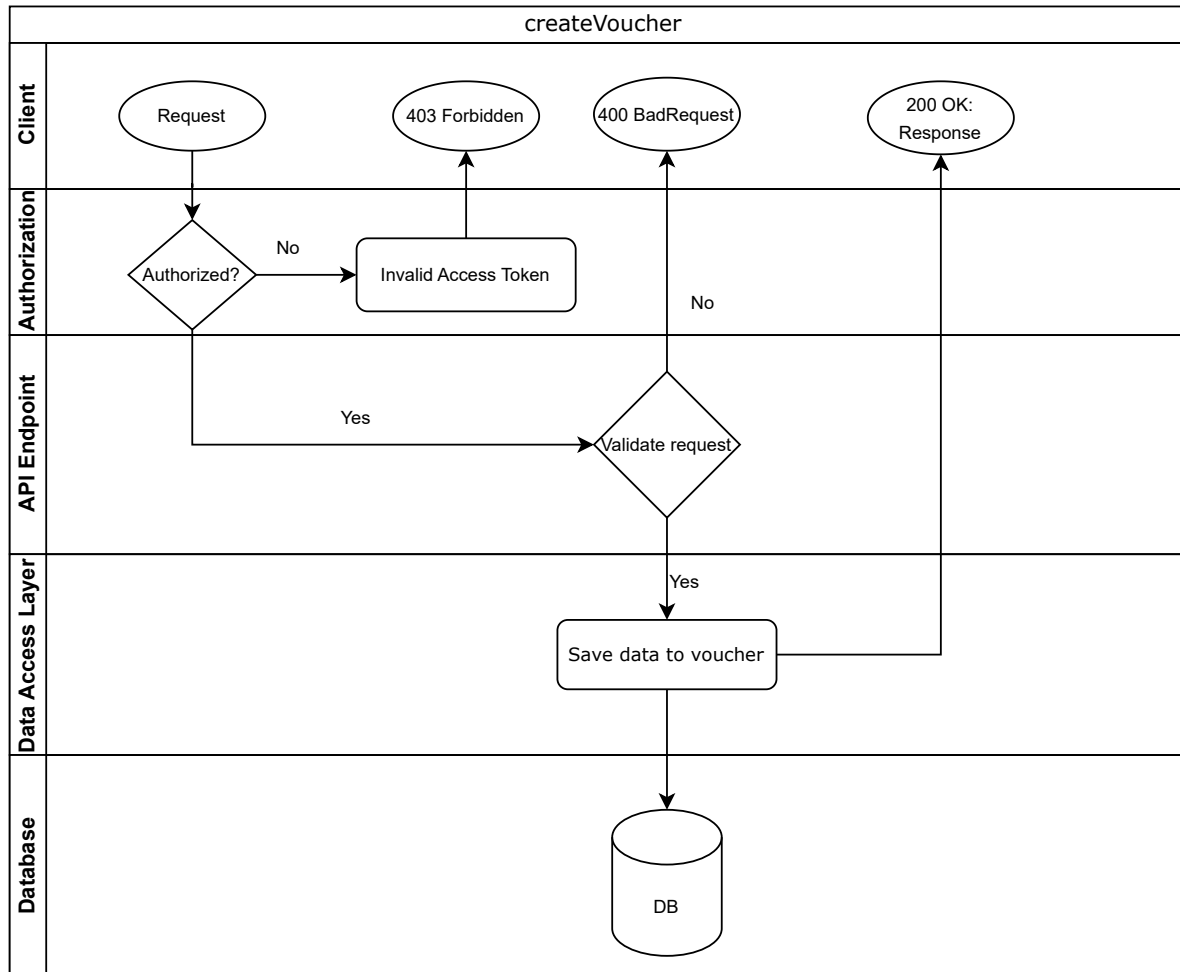 createVoucher
Client
Request
403 Forbidden
400 BadRequest
200 OK:
Response
Authorization
Authorized?
No
Invalid Access Token
No
API Endpoint
Yes
Validate request
Data Access Layer
Yes
Save data to voucher
Database
DB